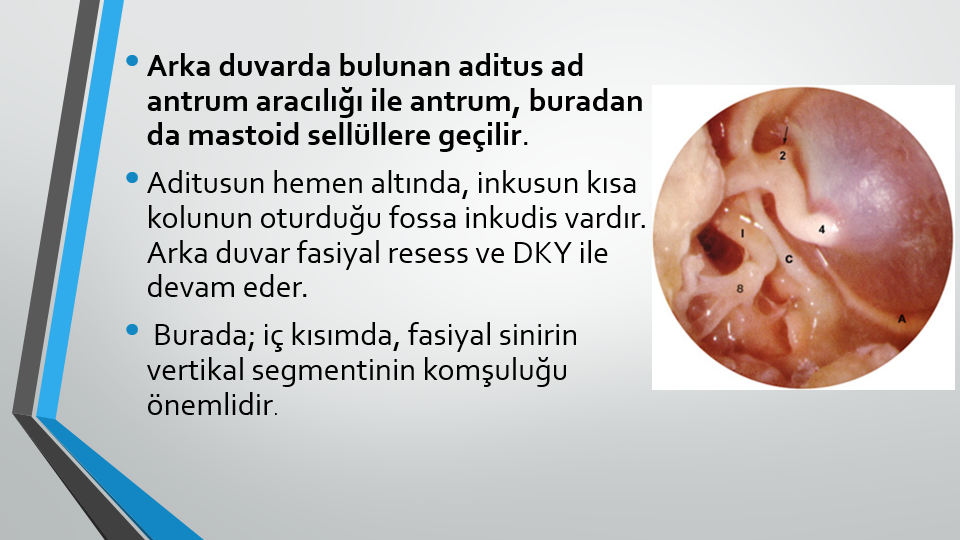 • Arka duvarda bulunan aditus ad
antrum aracılığı ile antrum, buradan
da mastoid sellüllere geçilir.
• Aditusun hemen altında, inkusun kısa
kolunun oturduğu fossa inkudis vardır.
Arka duvar fasiyal resess ve DKY ile
devam eder.
• Burada; iç kısımda, fasiyal sinirin
vertikal segmentinin komşuluğu
önemlidir.
2
4
I
C
8
A